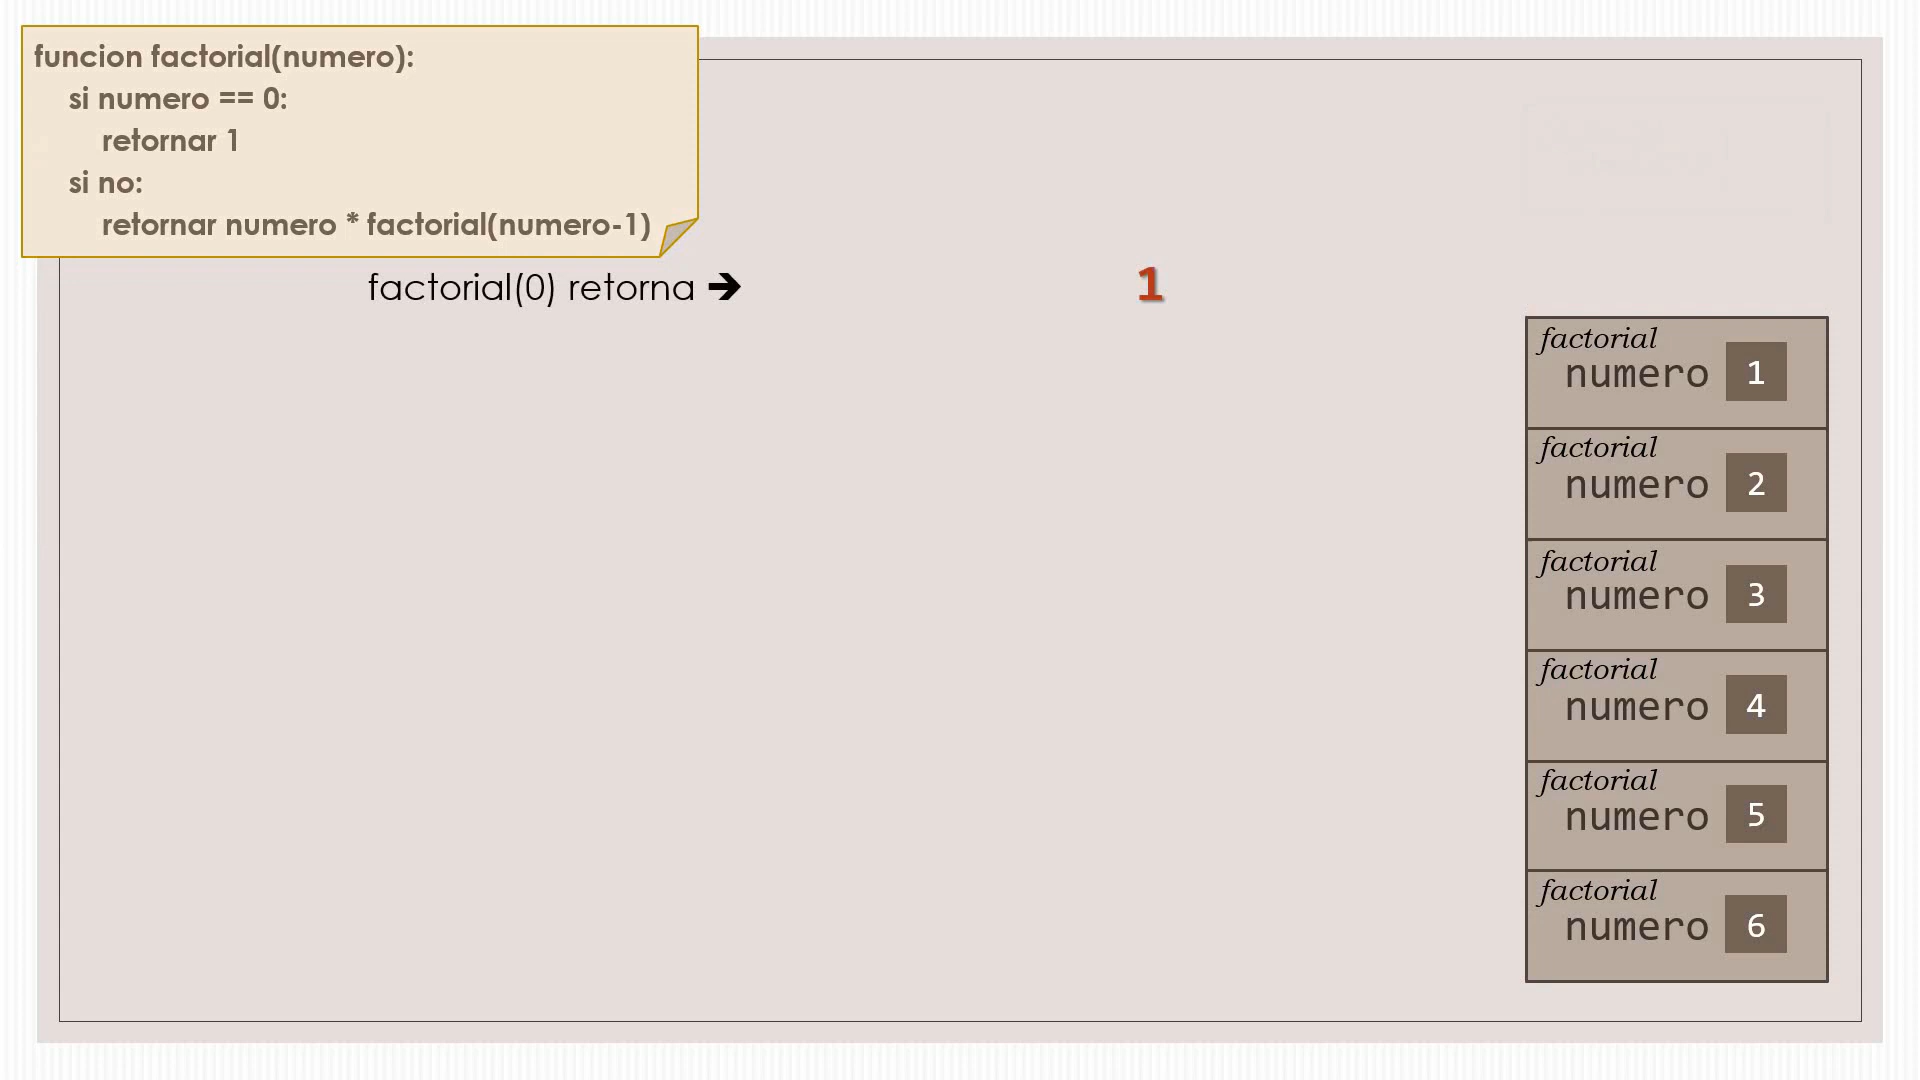 funcion factorial(numero):
si numero == 0:
retornar 1
si no:
retornar numero * factorial(numero-1)
factorial(0) retorna ➔ 1
factorial
numero 1
factorial
numero 2
factorial
numero 3
factorial
numero 4
factorial
numero 5
factorial
numero 6